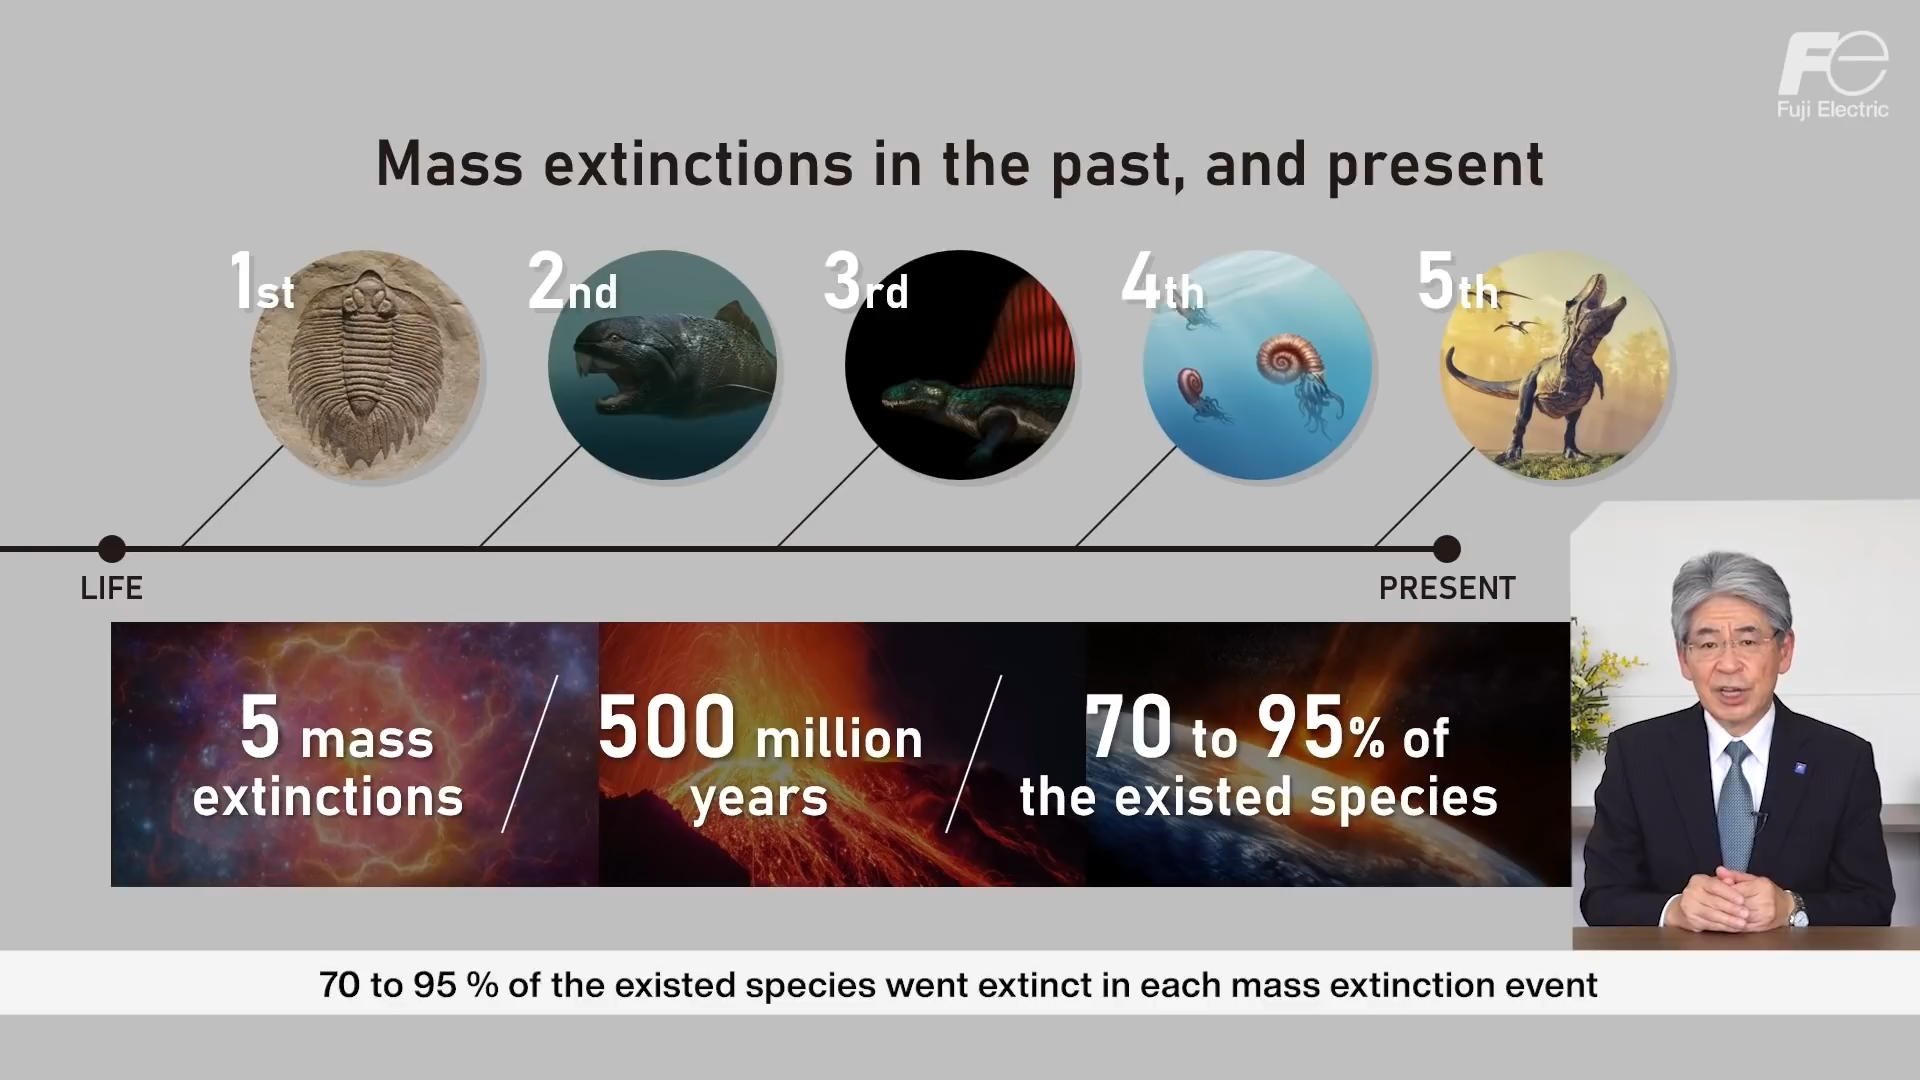 Fe
Fuji Electric
Mass extinctions in the past, and present
1st
2nd
3rd
4th
5th
LIFE
PRESENT
5 mass
extinctions
500 million
years
70 to 95% of
the existed species
70 to 95 % of the existed species went extinct in each mass extinction event